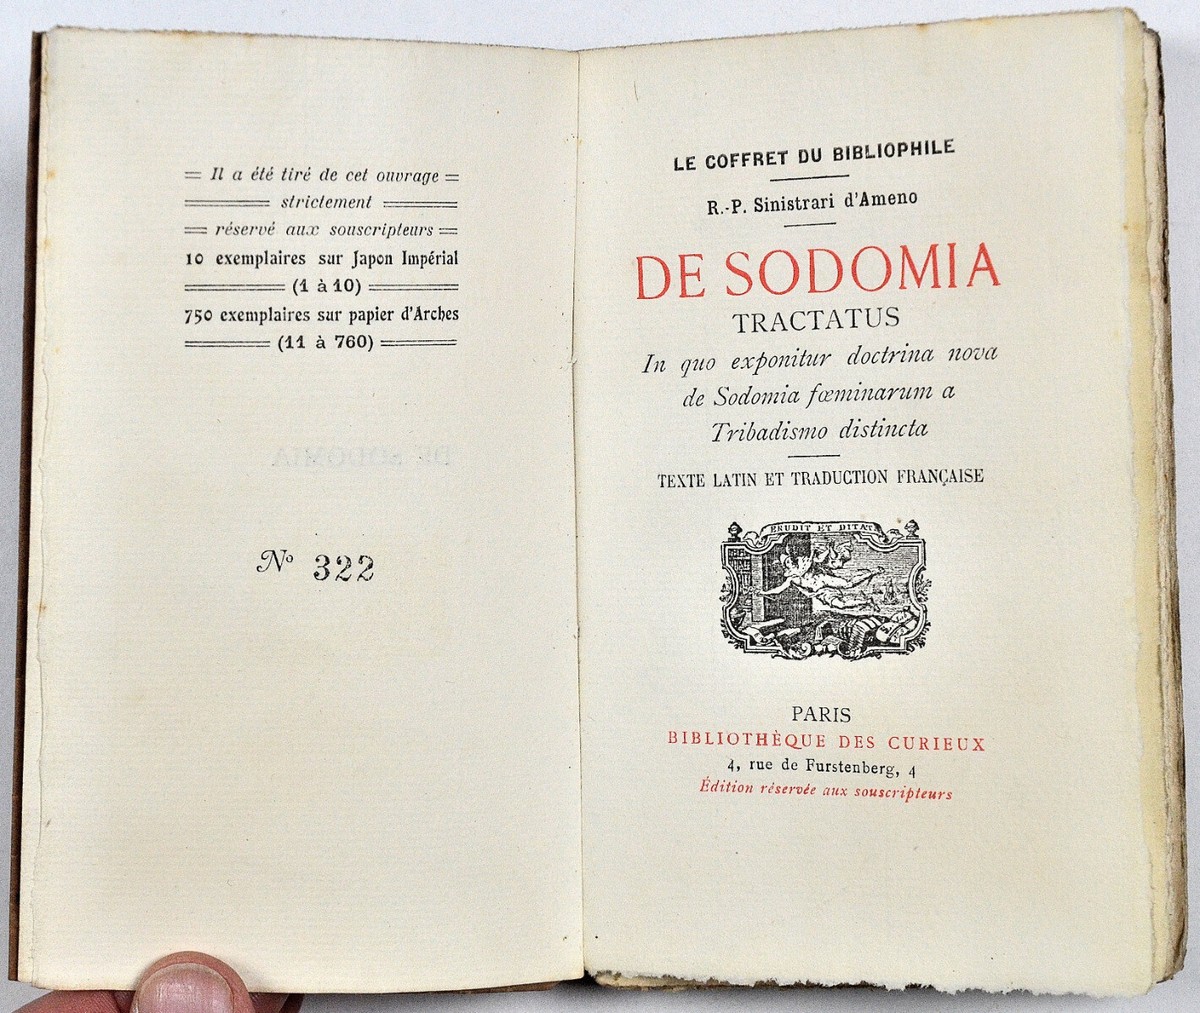 Il a été tiré de cet ouvrage
strictement
réservé aux souscripteurs
10 exemplaires sur Japon Impérial
(1 à 10)
750 exemplaires sur papier d'Arches
(11 à 760)
DE SODOMIA
Nº 322
LE COFFRET DU BIBLIOPHILE
R.-P. Sinistrari d'Ameno
DE SODOMIA
TRACTATUS
In quo exponitur doctrina nova
de Sodomia fœminarum a
Tribadismo distincta
TEXTE LATIN ET TRADUCTION FRANÇAISE
ERUDIT ET DITAT
PARIS
BIBLIOTHÈQUE DES CURIEUX
4, rue de Furstenberg, 4
Édition réservée aux souscripteurs